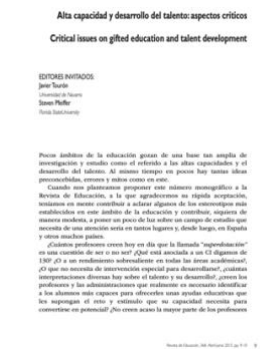 Alta capacidad y desarrollo del talento: aspectos críticos
Critical issues on gifted education and talent development
EDITORES INVITADOS:
Javier Tourón
Universidad de Navarra
Steven Pfeiffer
Florida State University
Pocos ámbitos de la educación gozan de una base tan amplia de
investigación y estudio como el referido a las altas capacidades y el
desarrollo del talento. Al mismo tiempo en pocos hay tantas ideas
preconcebidas, errores y mitos como en este.
Cuando nos planteamos proponer este número monográfico a la
Revista de Educación, a la que agradecemos su rápida aceptación,
teníamos en mente contribuir a aclarar algunos de los estereotipos más
establecidos en este ámbito de la educación y contribuir, siquiera de
manera modesta, a poner un poco de luz sobre un campo de estudio que
necesita de una atención seria en tantos lugares y, desde luego, en España
y otros muchos países.
¿Cuántos profesores creen hoy en día que la llamada "superdotación"
es una cuestión de ser o no ser? ¿Qué está asociada a un CI digamos de
130? ¿O a un rendimiento sobresaliente en todas las áreas académicas?,
¿O que no necesita de intervención especial para desarrollarse?, ¿cuántas
interpretaciones diversas hay sobre el talento y su desarrollo?, ¿creen los
profesores y las administraciones que realmente es necesario identificar
a los alumnos más capaces para ofrecerles unas ayudas educativas que
les supongan el reto y estímulo que su capacidad necesita para
convertirse en potencial? ¿No creen acaso la mayor parte de los profesores
Revista de Educación, 368. Abril-Junio 2015, pp. 9-19